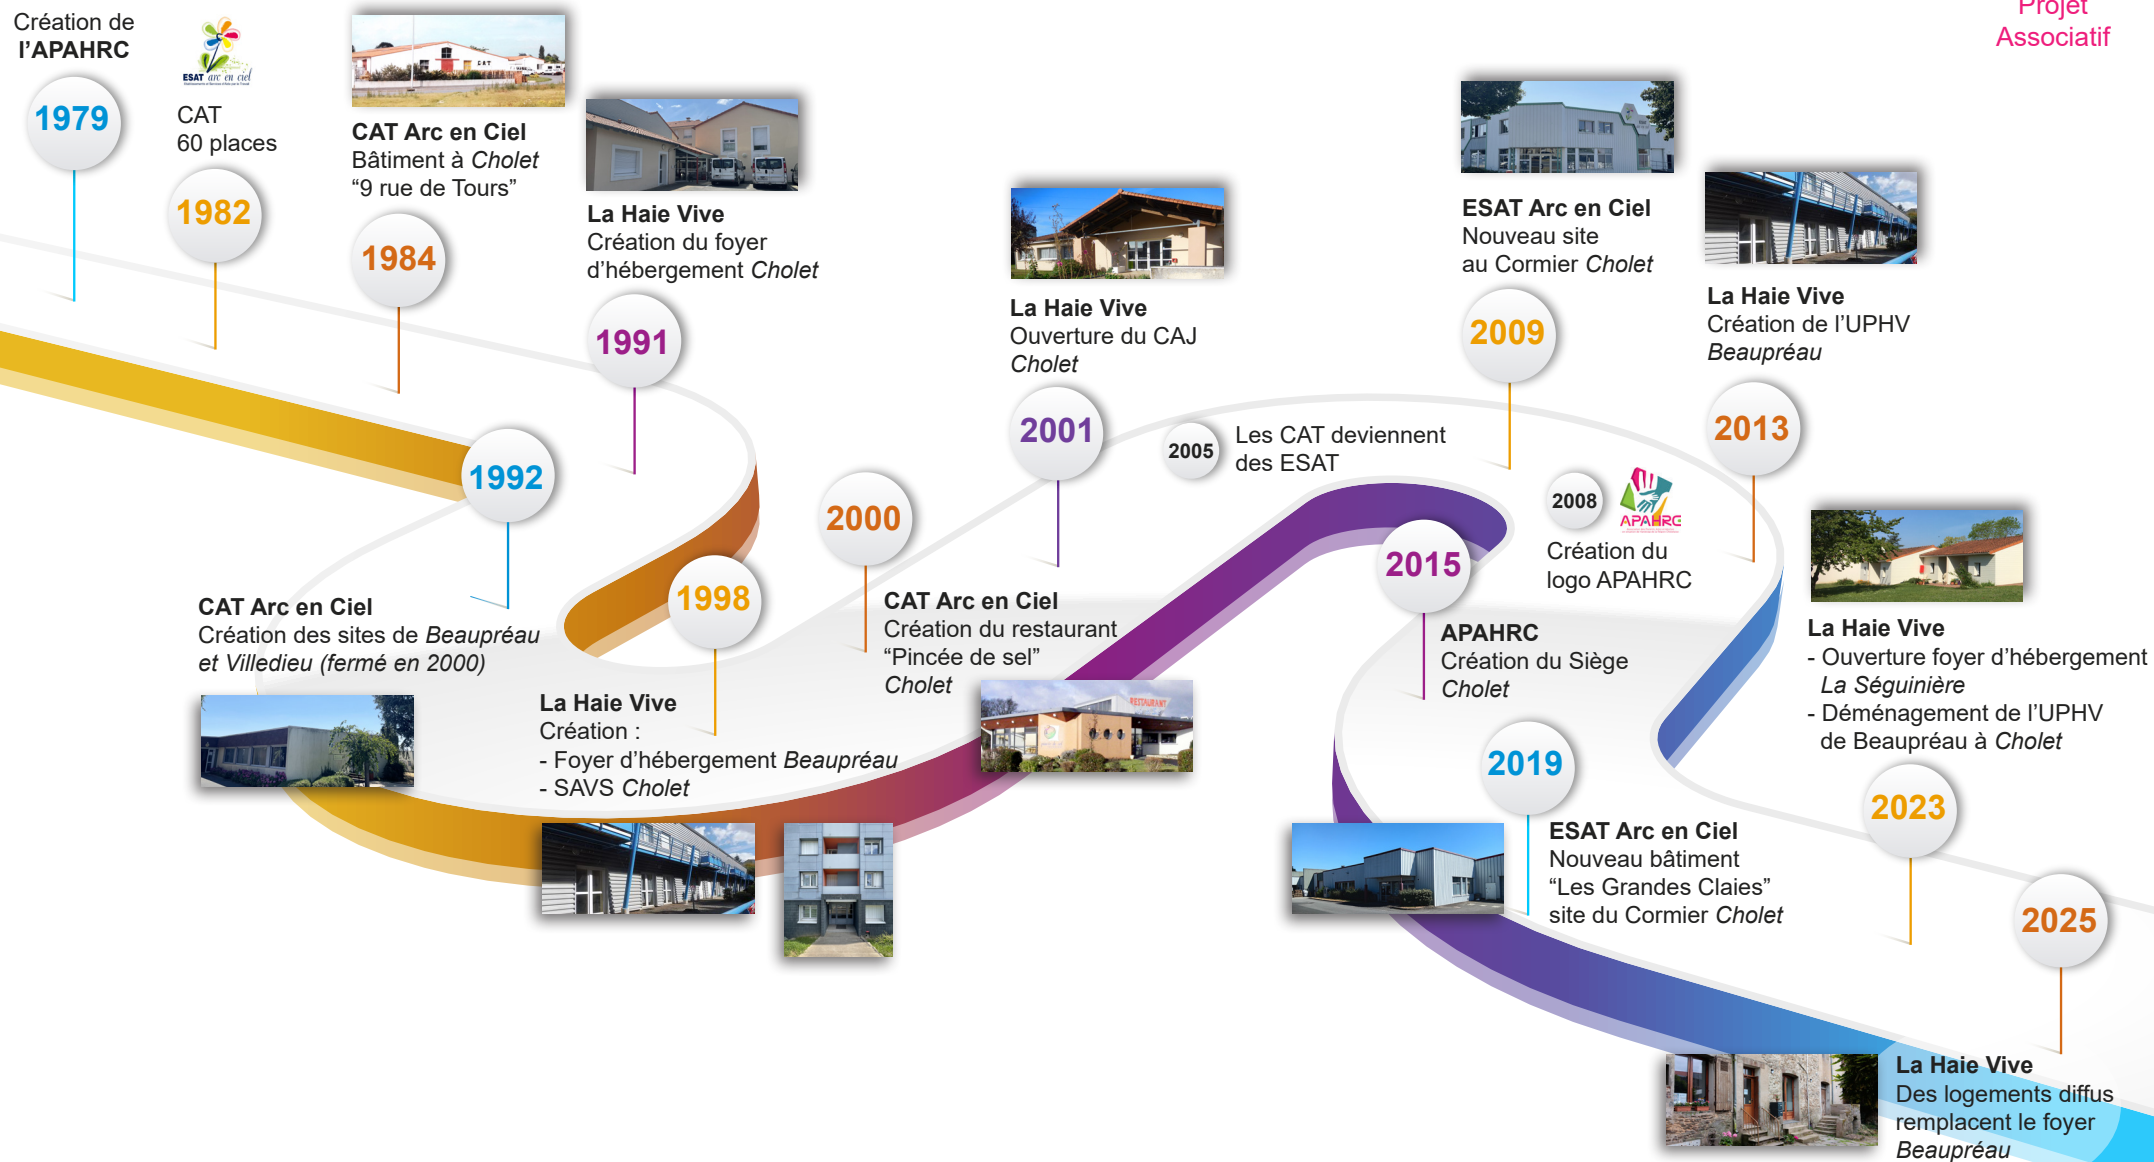 Projet
Associatif
Création de
l’APAHRC
1979
ESAT arc en ciel
CAT
60 places
1982
CAT
CAT Arc en Ciel
Bâtiment à Cholet
“9 rue de Tours”
1984
La Haie Vive
Création du foyer
d’hébergement Cholet
1991
1992
CAT Arc en Ciel
Création des sites de Beaupréau
et Villedieu (fermé en 2000)
1998
La Haie Vive
Création :
- Foyer d’hébergement Beaupréau
- SAVS Cholet
2000
CAT Arc en Ciel
Création du restaurant
“Pincée de sel”
Cholet
RESTAURANT
La Haie Vive
Ouverture du CAJ
Cholet
2001
2005
Les CAT deviennent
des ESAT
2008
APAHRC
Création du
logo APAHRC
ESAT Arc en Ciel
Nouveau site
au Cormier Cholet
2009
La Haie Vive
Création de l’UPHV
Beaupréau
2013
2015
APAHRC
Création du Siège
Cholet
2019
ESAT Arc en Ciel
Nouveau bâtiment
“Les Grandes Claies”
site du Cormier Cholet
La Haie Vive
- Ouverture foyer d’hébergement
La Séguinière
- Déménagement de l’UPHV
de Beaupréau à Cholet
2023
2025
La Haie Vive
Des logements diffus
remplacent le foyer
Beaupréau